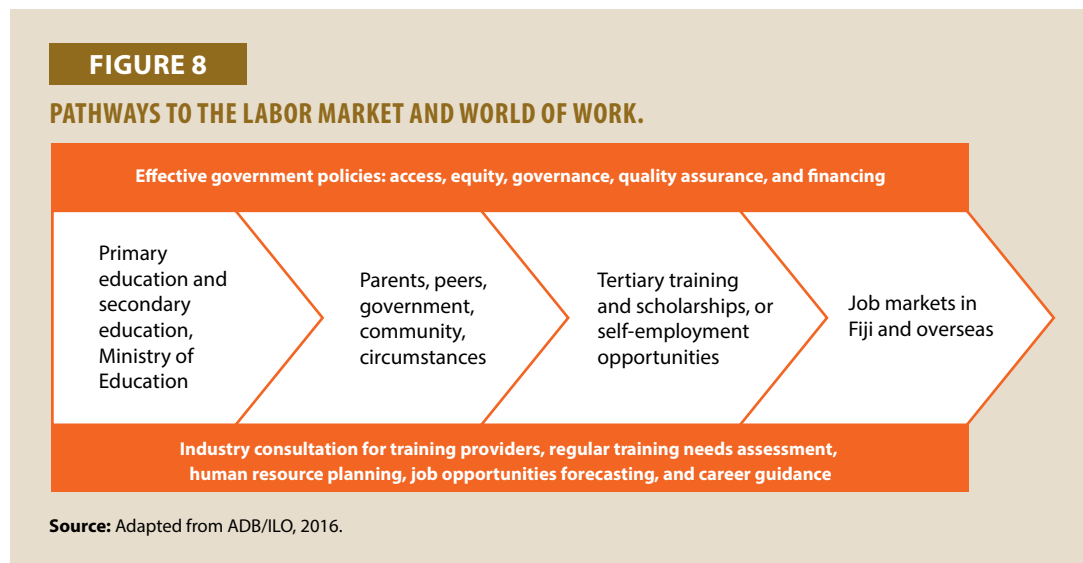 FIGURE 8
PATHWAYS TO THE LABOR MARKET AND WORLD OF WORK.
Effective government policies: access, equity, governance, quality assurance, and financing
Primary
education and
secondary
education,
Ministry of
Education
Parents, peers,
government,
community,
circumstances
Tertiary training
and scholarships, or
self-employment
opportunities
Job markets in
Fiji and overseas
Industry consultation for training providers, regular training needs assessment,
human resource planning, job opportunities forecasting, and career guidance
Source: Adapted from ADB/ILO, 2016.